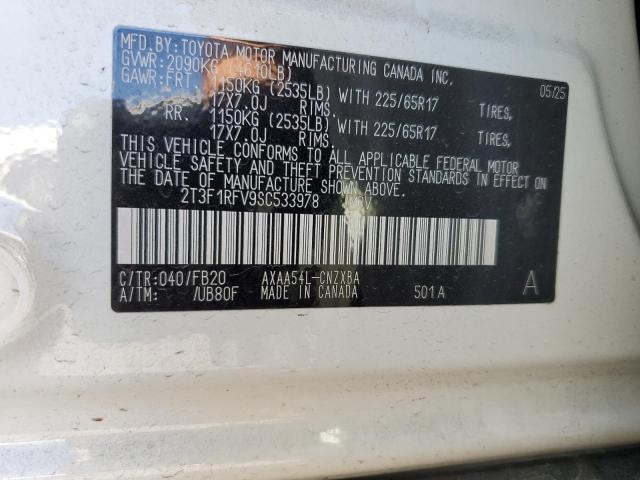 MFD.BY:TOYOTA MOTOR MANUFACTURING CANADA INC.
GVWR:2090KG (4610LB) 05/25
GAWR:FRT. 1150KG (2535LB) WITH 225/65R17 TIRES,
17X7.0J RIMS.
RR. 1150KG (2535LB) WITH 225/65R17 TIRES,
17X7.0J RIMS.
THIS VEHICLE CONFORMS TO ALL APPLICABLE FEDERAL MOTOR
VEHICLE SAFETY AND THEFT PREVENTION STANDARDS IN EFFECT ON
THE DATE OF MANUFACTURE SHOWN ABOVE.
2T3F1RFV9SC533978
C/TR:040/FB20 AXAA54L-CNZXBA A
A/TM: /UB80F MADE IN CANADA 501A